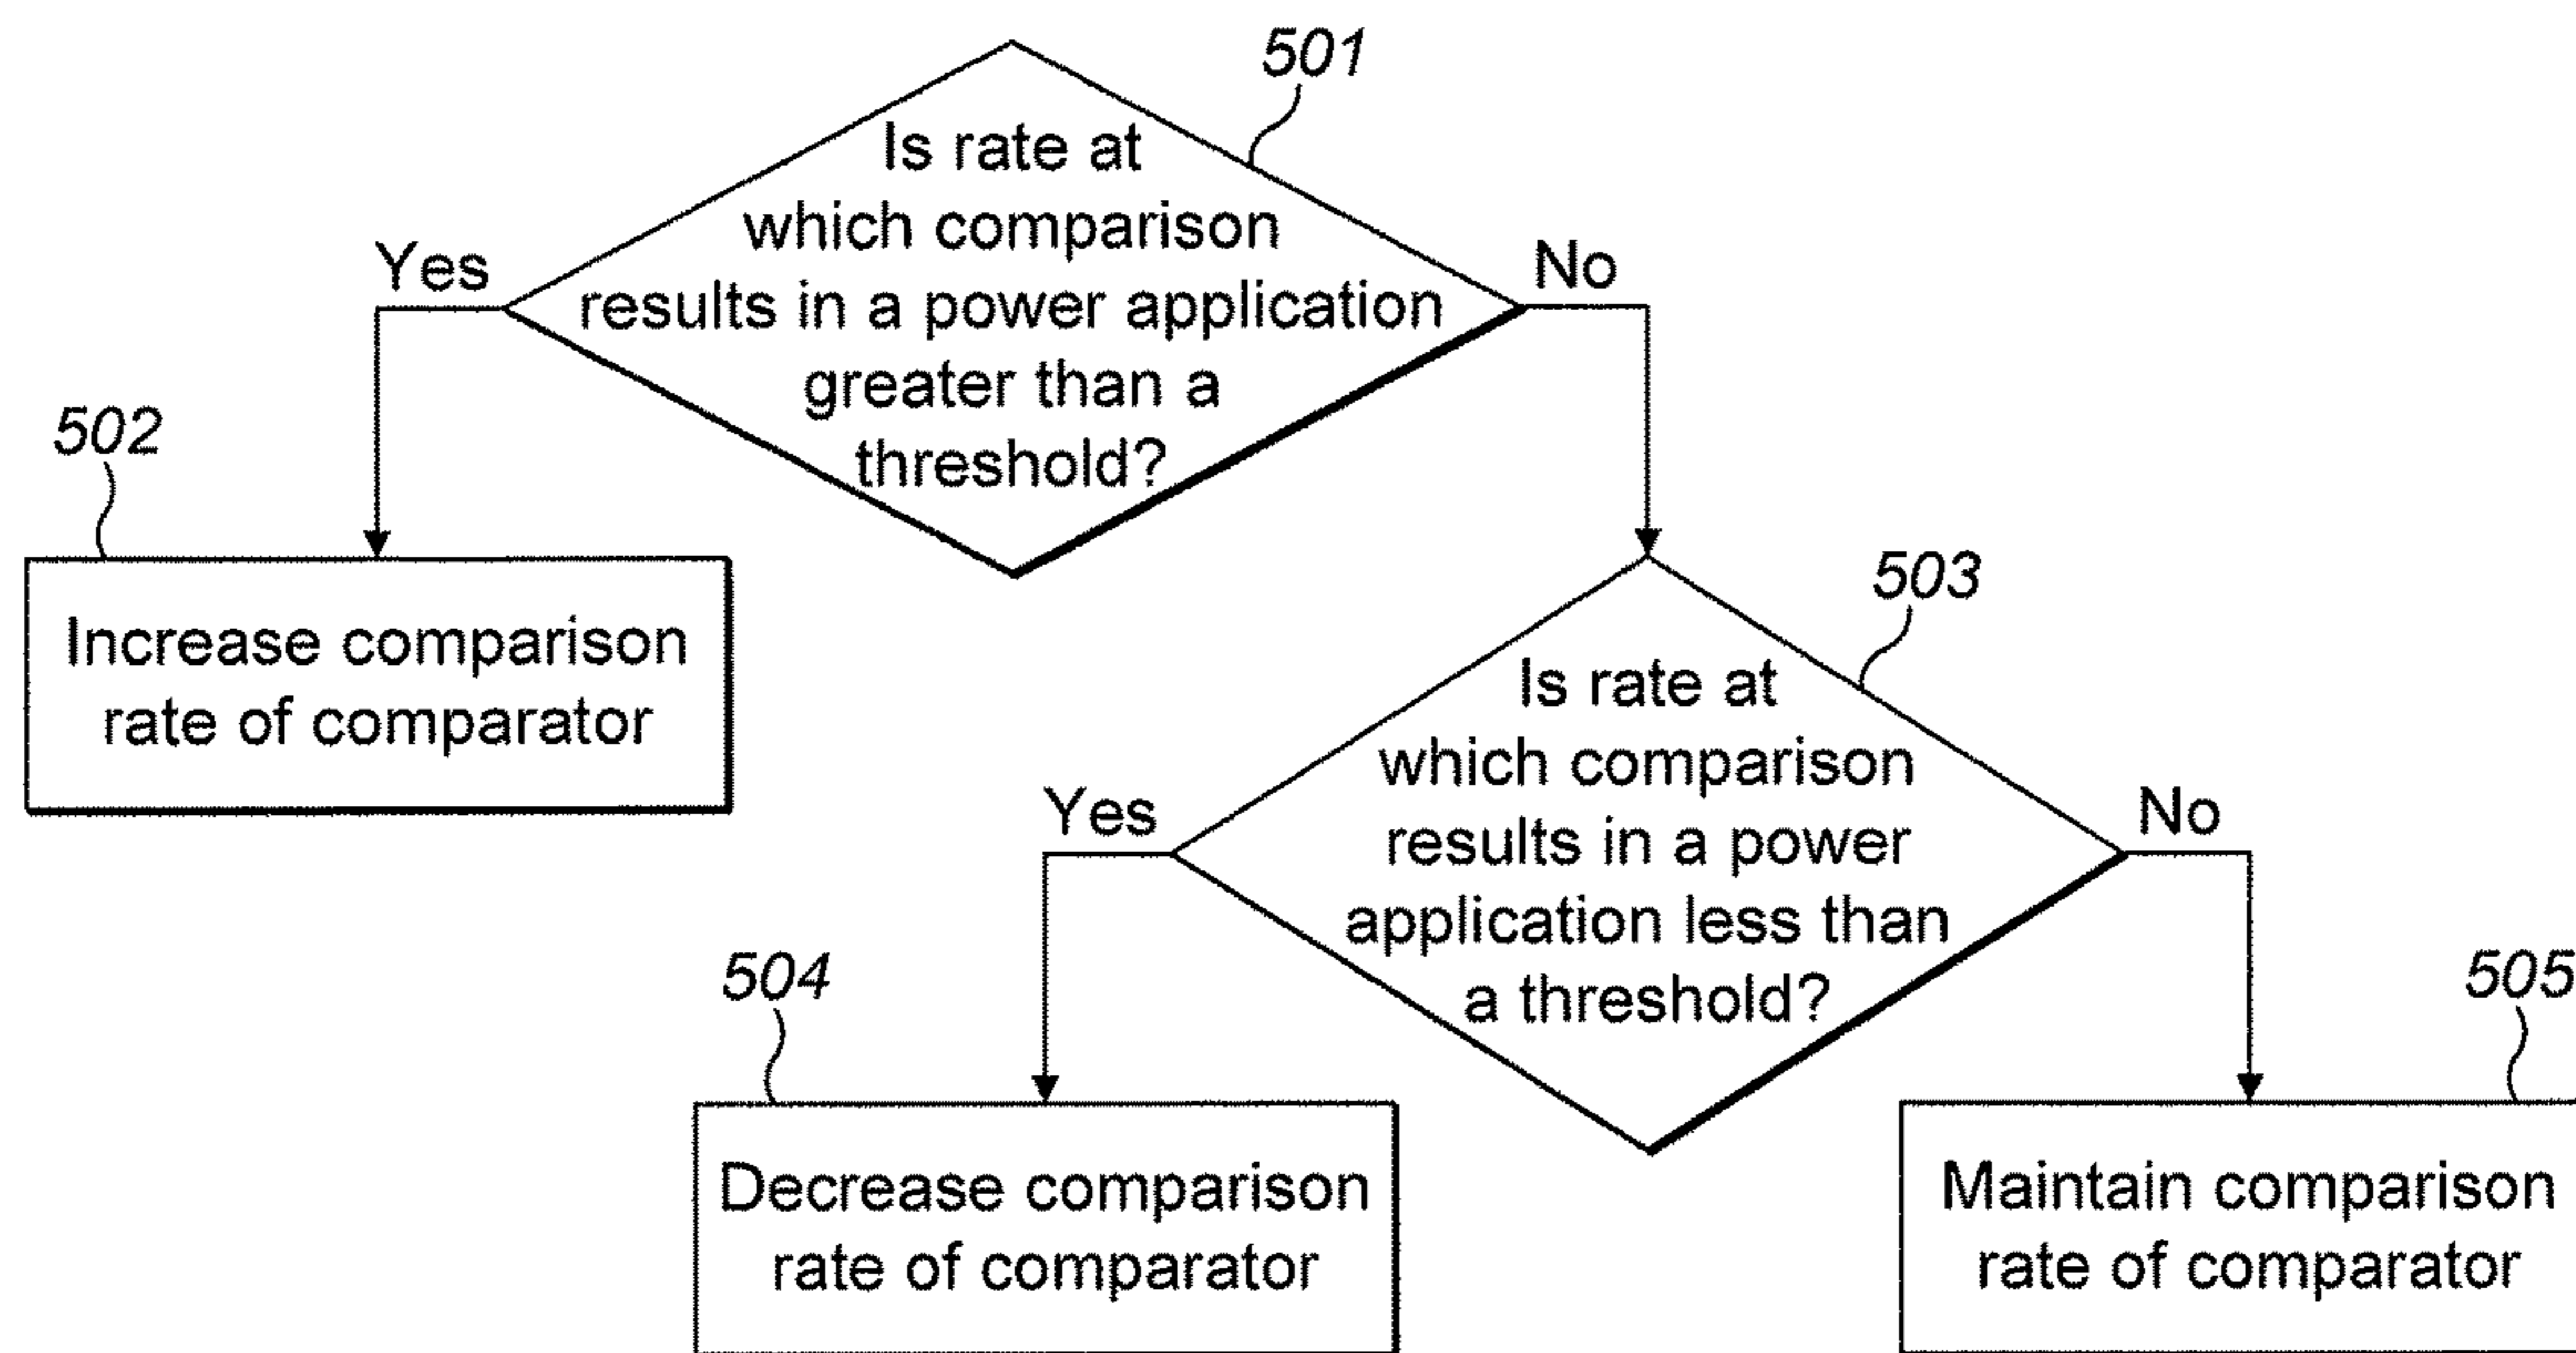 501
Is rate at
which comparison
results in a power application
greater than a
threshold?
Yes
No
502
Increase comparison
rate of comparator
503
Is rate at
which comparison
results in a power
application less than
a threshold?
Yes
No
504
Decrease comparison
rate of comparator
505
Maintain comparison
rate of comparator